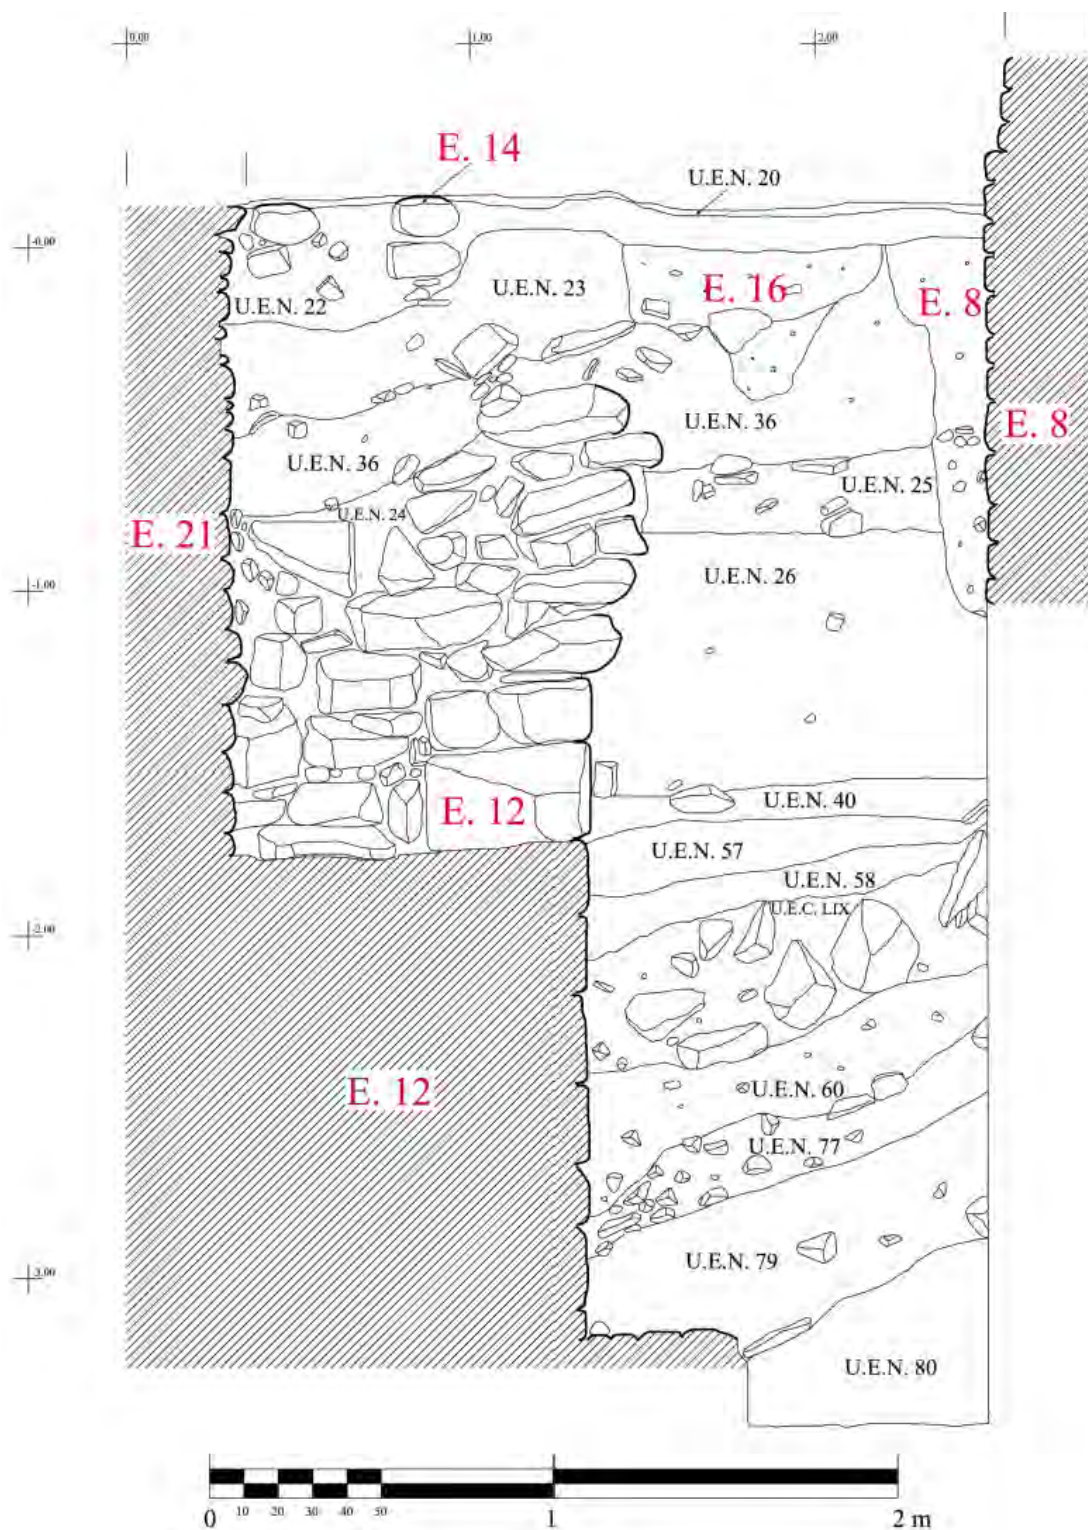 0.00
1.00
2.00
E. 14
U.E.N. 20
-0.00
U.E.N. 22
U.E.N. 23
E. 16
E. 8
U.E.N. 36
E. 8
U.E.N. 36
U.E.N. 25
U.E.N. 24
E. 21
U.E.N. 26
-1.00
U.E.N. 40
E. 12
U.E.N. 57
U.E.N. 58
U.E.C. LIX
-2.00
E. 12
U.E.N. 60
U.E.N. 77
U.E.N. 79
-3.00
U.E.N. 80
10 20 30 40 50
0 1 2 m